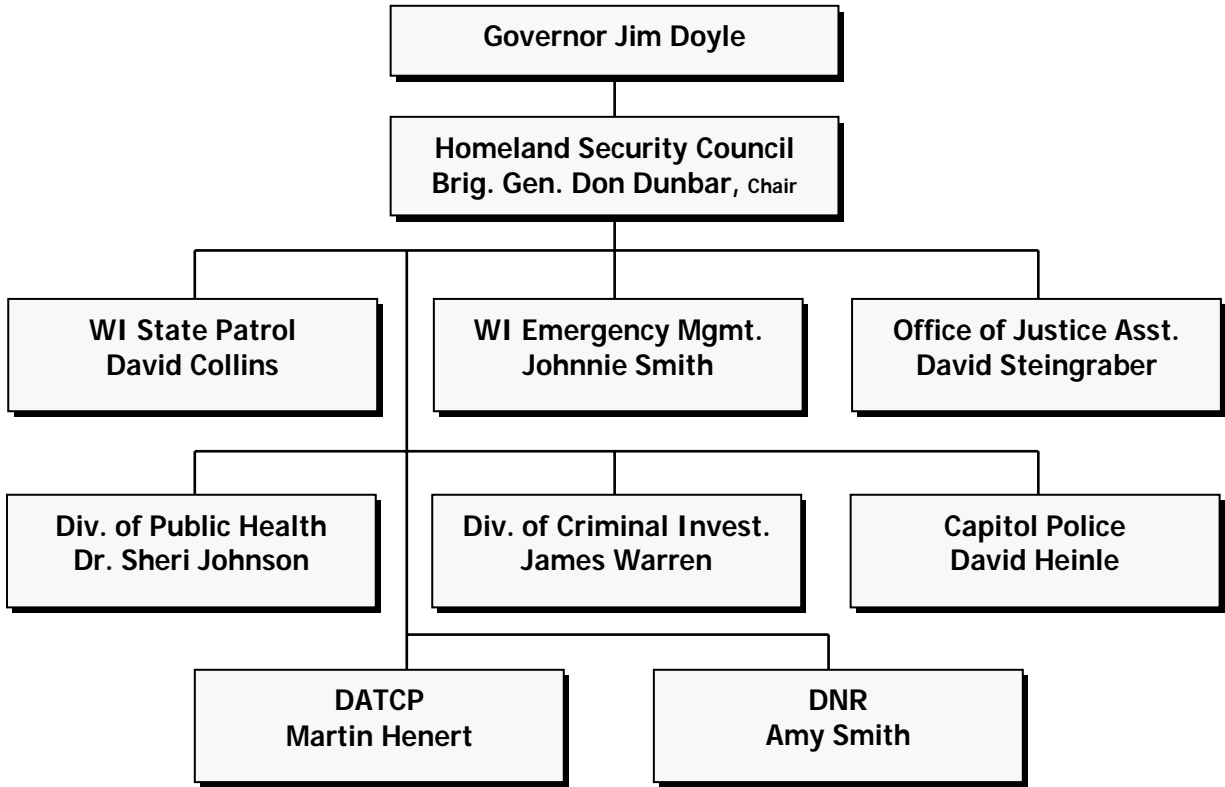 Governor Jim Doyle
Homeland Security Council
Brig. Gen. Don Dunbar, Chair
WI State Patrol
David Collins
WI Emergency Mgmt.
Johnnie Smith
Office of Justice Asst.
David Steingraber
Div. of Public Health
Dr. Sheri Johnson
Div. of Criminal Invest.
James Warren
Capitol Police
David Heinle
DATCP
Martin Henert
DNR
Amy Smith